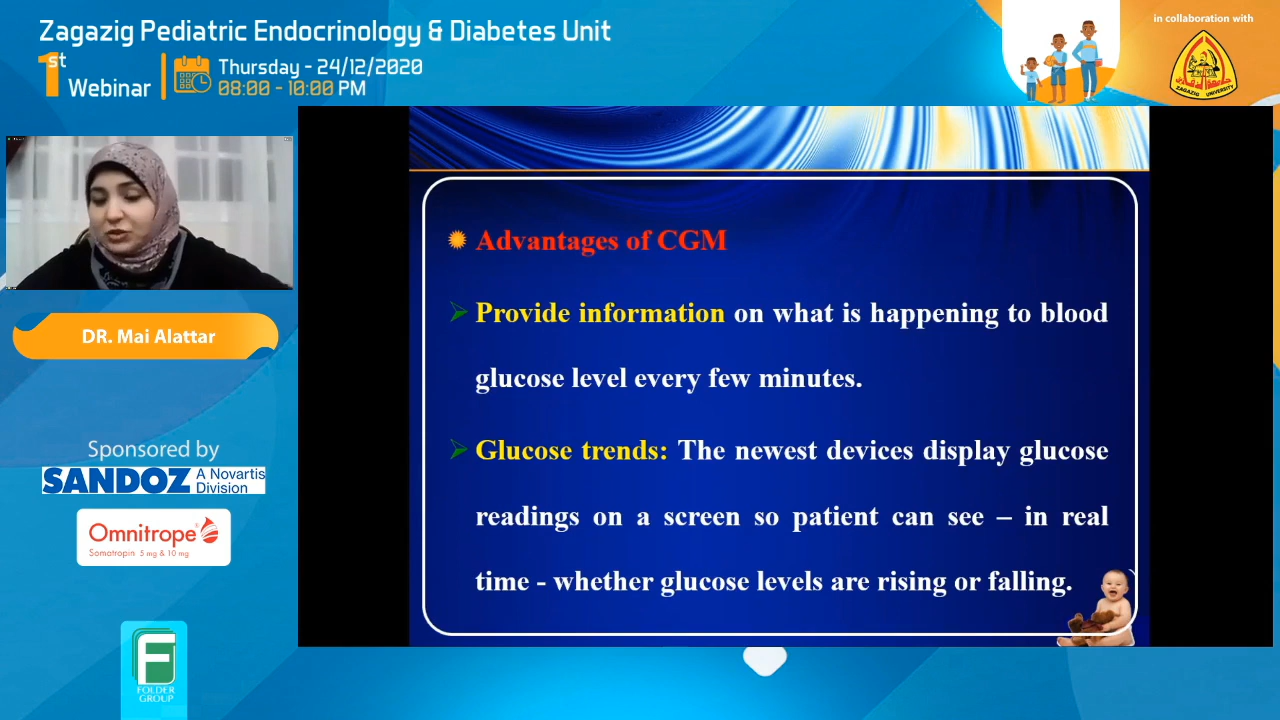 Zagazig Pediatric Endocrinology & Diabetes Unit
1st Webinar
Thursday - 24/12/2020
08:00 - 10:00 PM
in collaboration with
ZAGAZIG UNIVERSITY
DR. Mai Alattar
Sponsored by
SANDOZ A Novartis
Division
Omnitrope
Somatropin 5 mg & 10 mg
FOLDER
GROUP
Advantages of CGM
Provide information on what is happening to blood
glucose level every few minutes.
Glucose trends: The newest devices display glucose
readings on a screen so patient can see – in real
time - whether glucose levels are rising or falling.